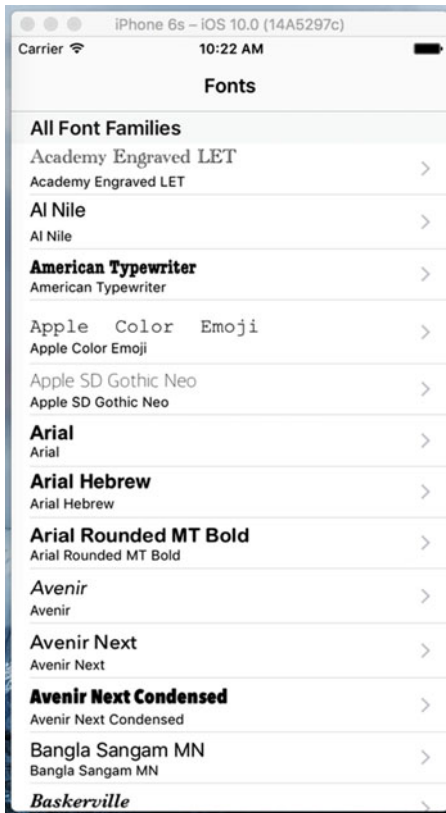 iPhone 6s – iOS 10.0 (14A5297c)
Carrier 10:22 AM
Fonts
All Font Families
Academy Engraved LET
Academy Engraved LET
Al Nile
Al Nile
American Typewriter
American Typewriter
Apple Color Emoji
Apple Color Emoji
Apple SD Gothic Neo
Apple SD Gothic Neo
Arial
Arial
Arial Hebrew
Arial Hebrew
Arial Rounded MT Bold
Arial Rounded MT Bold
Avenir
Avenir
Avenir Next
Avenir Next
Avenir Next Condensed
Avenir Next Condensed
Bangla Sangam MN
Bangla Sangam MN
Baskerville